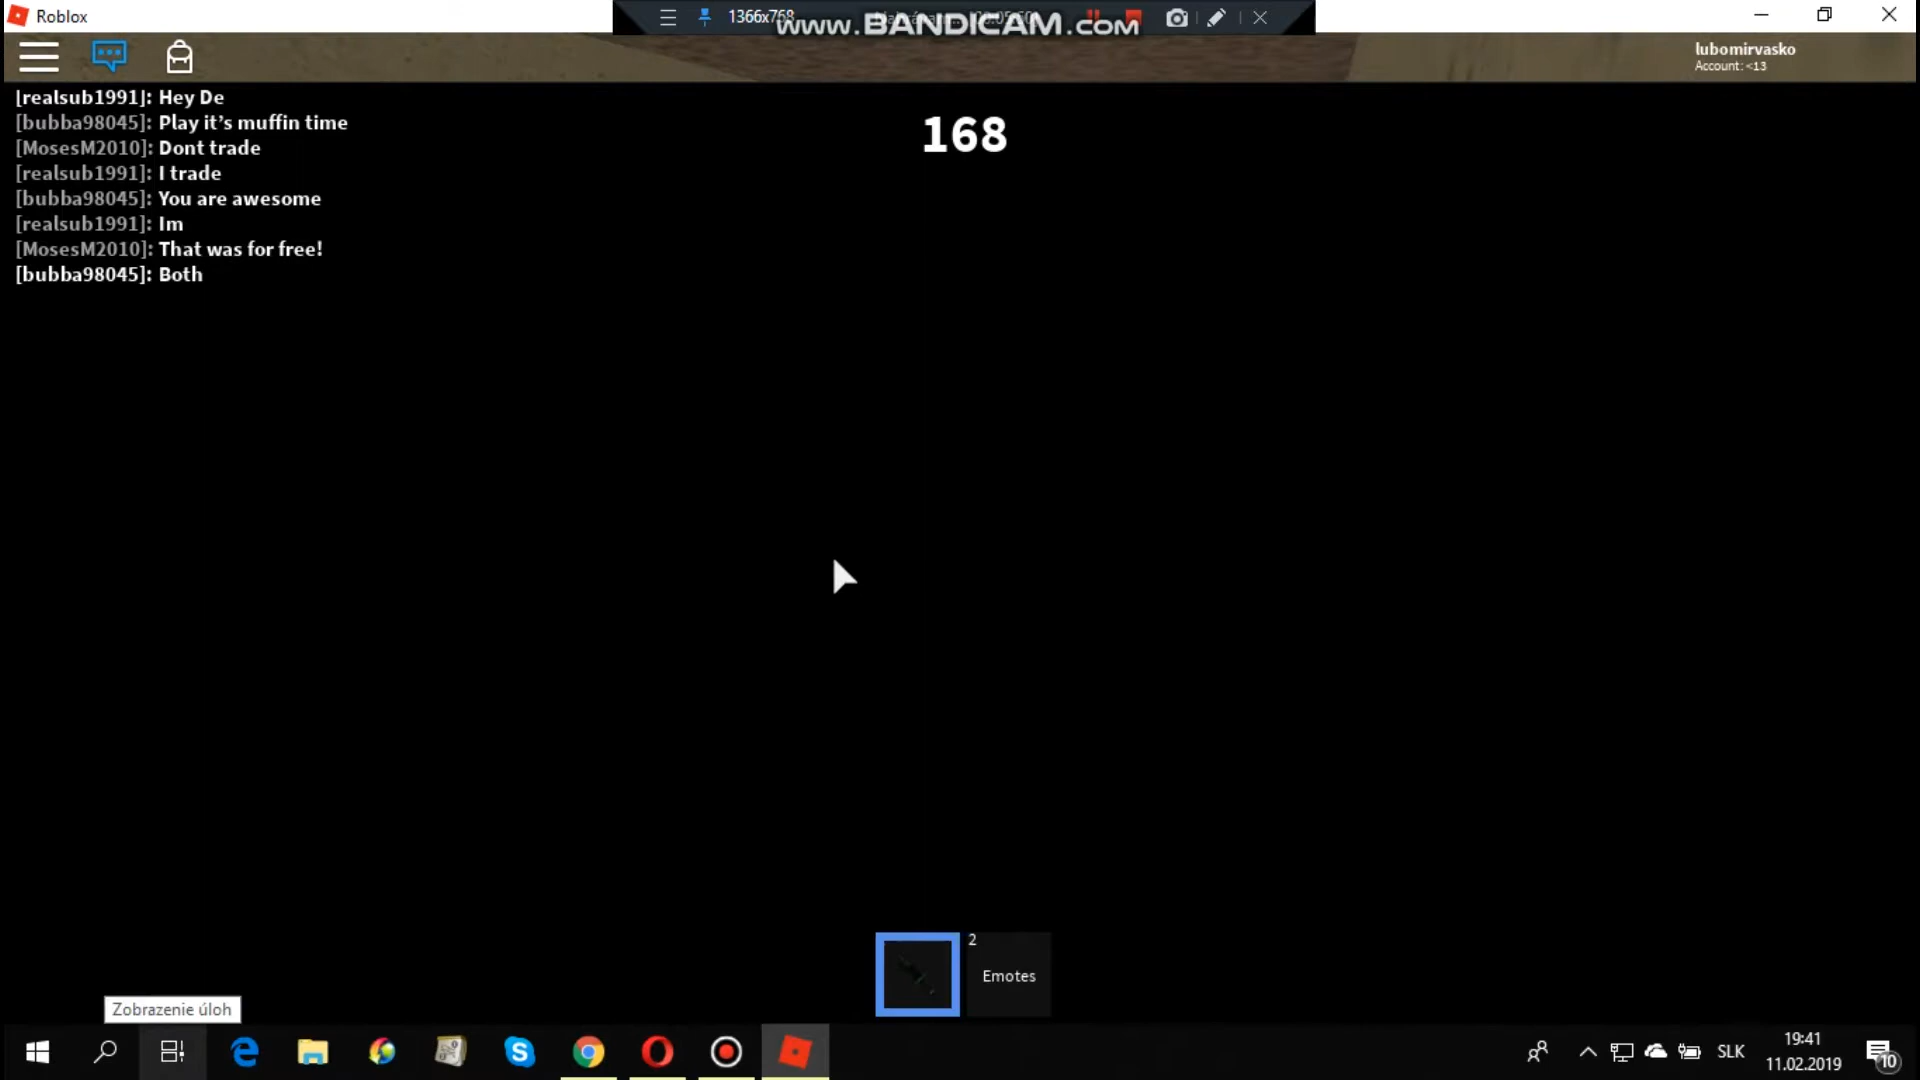 Roblox
1366x768
www.BANDICAM.com
lubomirvasko
Account: <13
[realsub1991]: Hey De
[bubba98045]: Play it's muffin time
[MosesM2010]: Dont trade
[realsub1991]: I trade
[bubba98045]: You are awesome
[realsub1991]: Im
[MosesM2010]: That was for free!
[bubba98045]: Both
168
2
Emotes
Zobrazenie úloh
SLK
19:41
11.02.2019
10